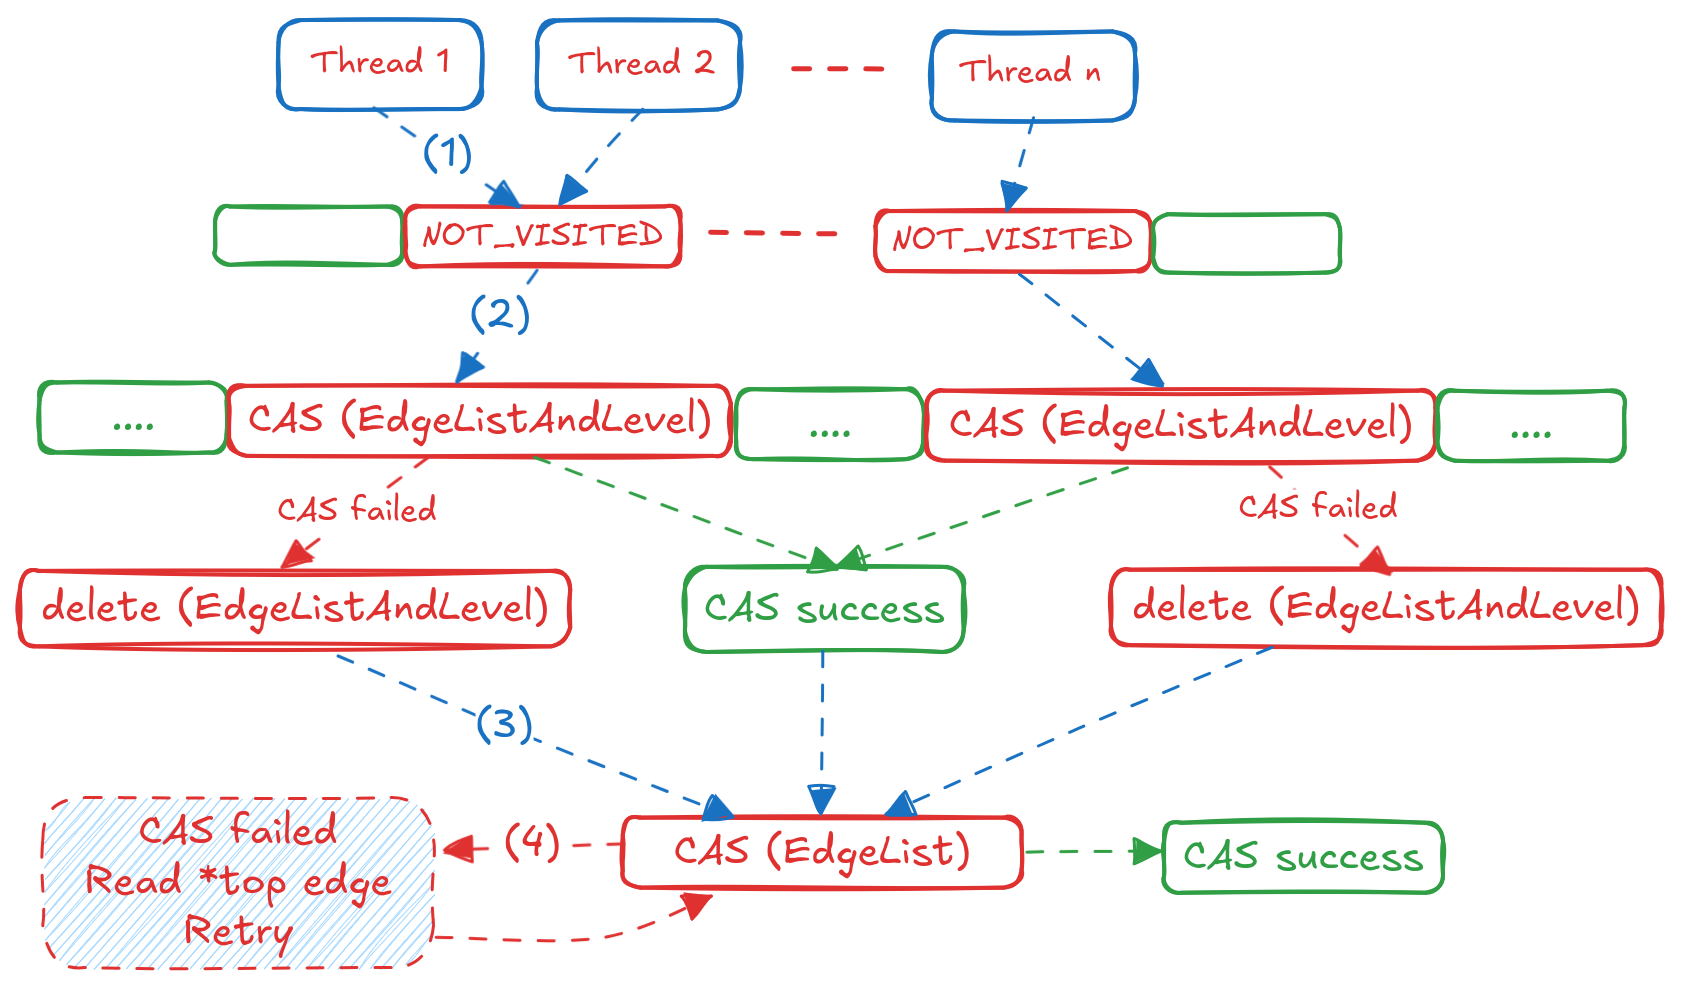 Thread 1
Thread 2
Thread n
(1)
NOT_VISITED
NOT_VISITED
(2)
....
CAS (EdgeListAndLevel)
....
CAS (EdgeListAndLevel)
....
CAS failed
CAS failed
delete (EdgeListAndLevel)
CAS success
delete (EdgeListAndLevel)
(3)
CAS failed
Read *top edge
Retry
(4)
CAS (EdgeList)
CAS success